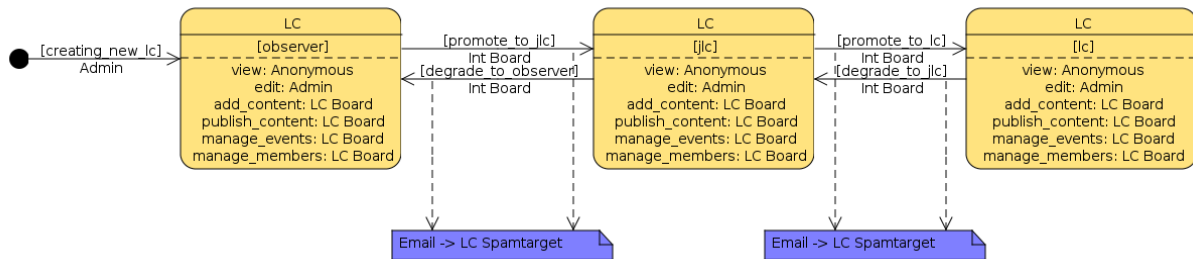 [creating_new_lc]
Admin
LC
[observer]
view: Anonymous
edit: Admin
add_content: LC Board
publish_content: LC Board
manage_events: LC Board
manage_members: LC Board
[promote_to_jlc]
Int Board
[degrade_to_observer]
Int Board
LC
[jlc]
view: Anonymous
edit: Admin
add_content: LC Board
publish_content: LC Board
manage_events: LC Board
manage_members: LC Board
[promote_to_lc]
Int Board
[degrade_to_jlc]
Int Board
LC
[lc]
view: Anonymous
edit: Admin
add_content: LC Board
publish_content: LC Board
manage_events: LC Board
manage_members: LC Board
Email -> LC Spamtarget
Email -> LC Spamtarget